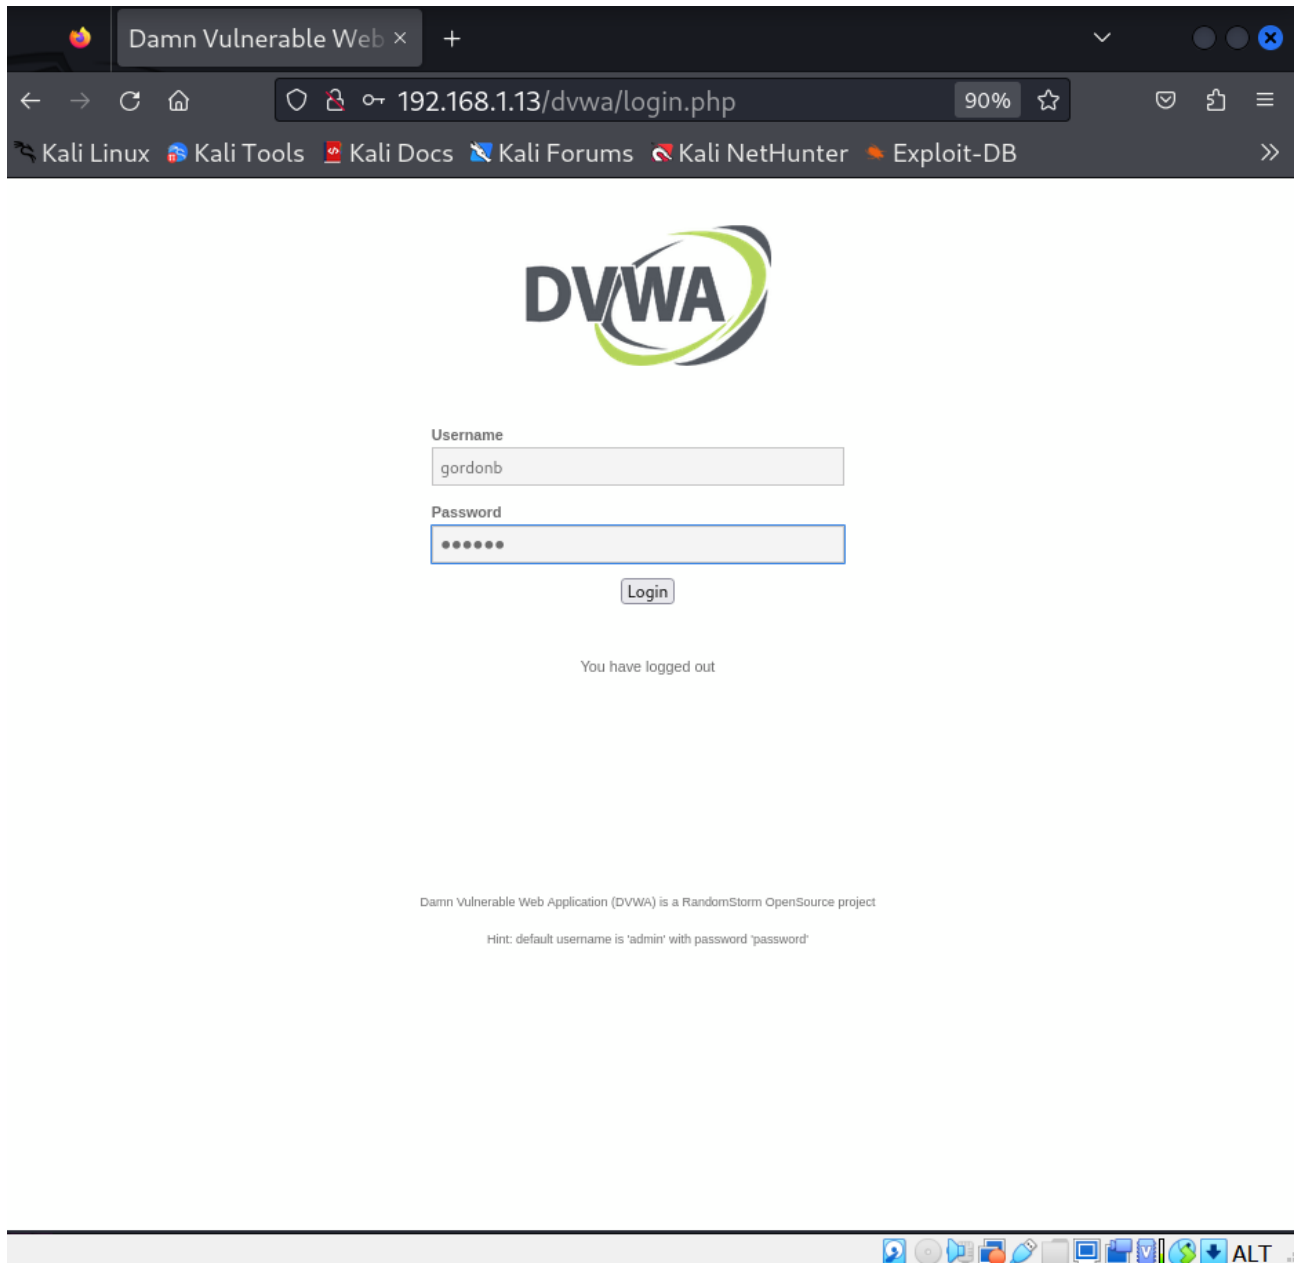 Damn Vulnerable Web
192.168.1.13/dvwa/login.php 90%
Kali Linux Kali Tools Kali Docs Kali Forums Kali NetHunter Exploit-DB
DVWA
Username
gordonb
Password
Login
You have logged out
Damn Vulnerable Web Application (DVWA) is a RandomStorm OpenSource project
Hint: default username is 'admin' with password 'password'
ALT